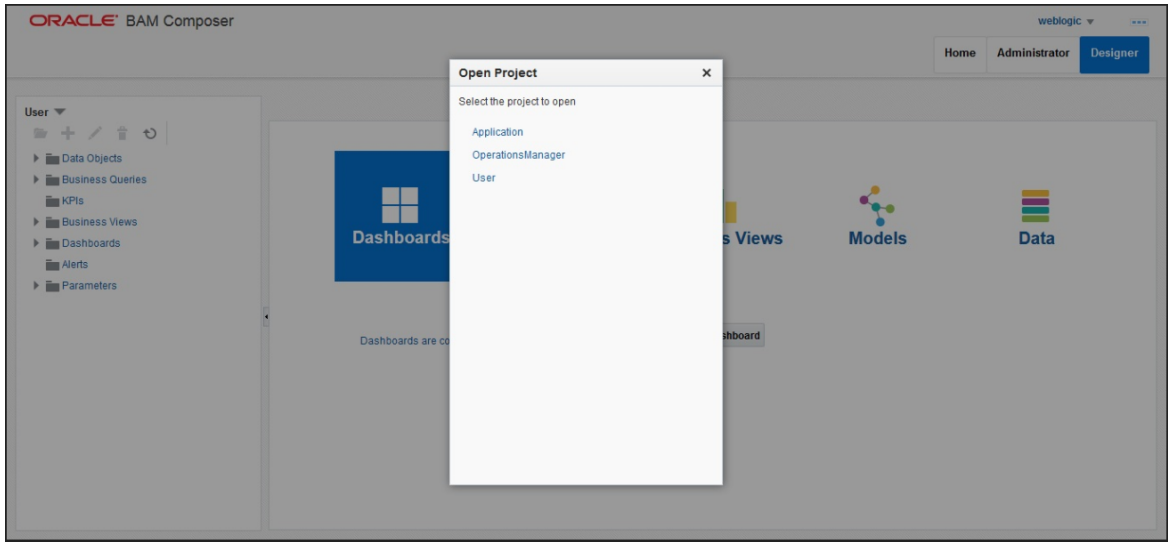 ORACLE' BAM Composer
weblogic
Home Administrator Designer
Open Project
Select the project to open
Application
OperationsManager
User
User
Data Objects
Business Queries
KPIs
Business Views
Dashboards
Alerts
Parameters
Dashboards
s Views
Models
Data
Dashboards are co
shboard